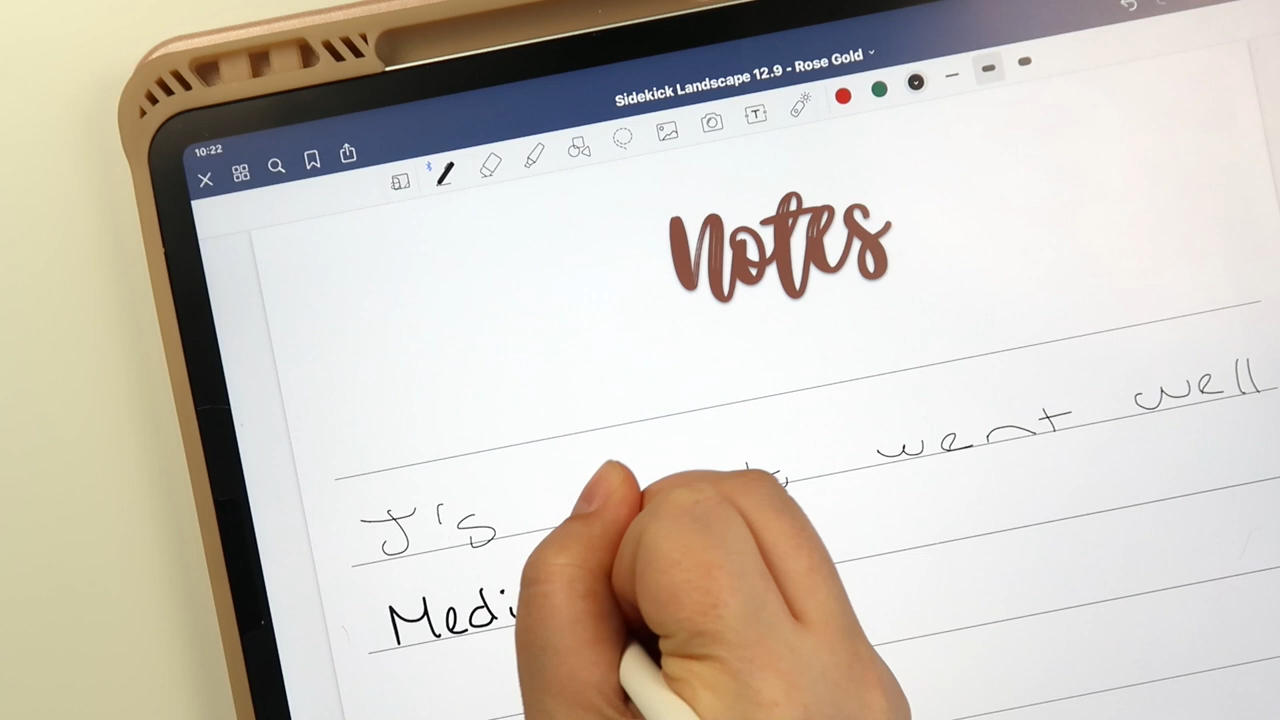 10:22
Sidekick Landscape 12.9 - Rose Gold
T
Notes
J's went well
Medi